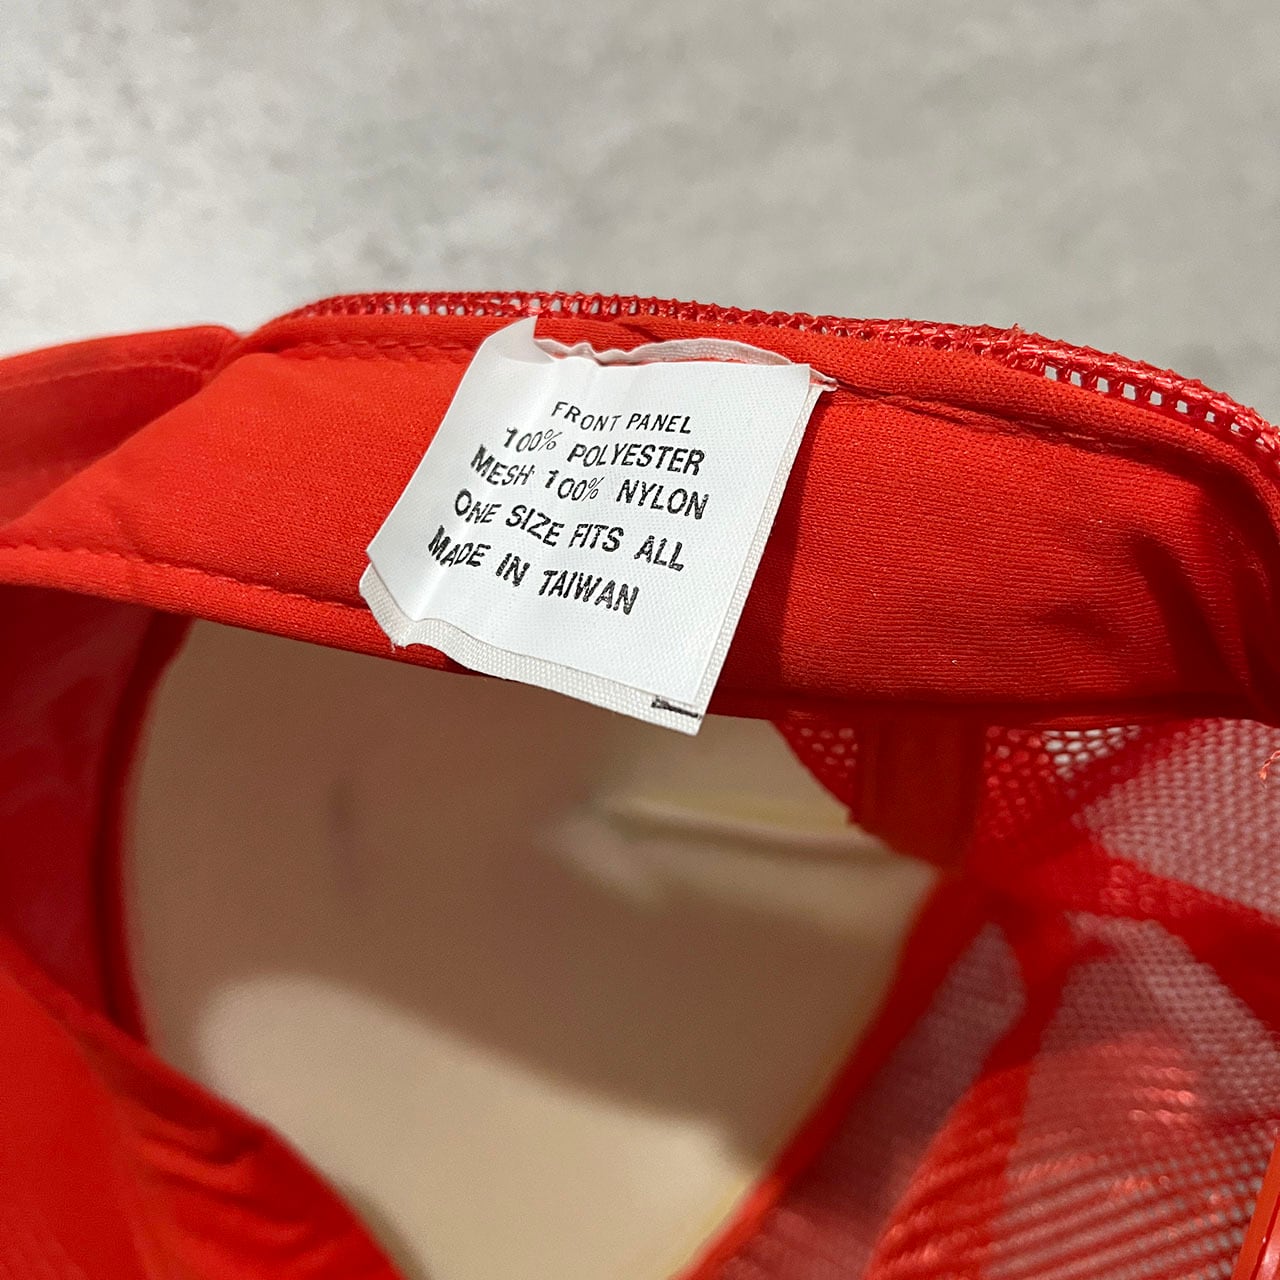 FRONT PANEL
100% POLYESTER
MESH 100% NYLON
ONE SIZE FITS ALL
MADE IN TAIWAN